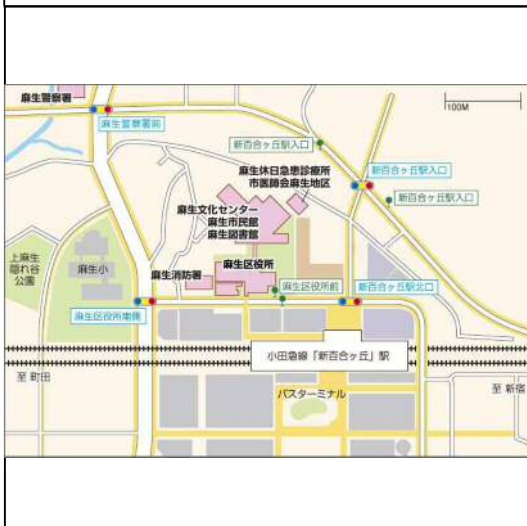 麻生警察署
100M
麻生警察署前
新百合ヶ丘駅入口
麻生休日急患診療所
市医師会麻生地区
新百合ヶ丘駅入口
新百合ヶ丘駅入口
麻生文化センター
麻生市民館
麻生図書館
上麻生
隠れ谷
公園
麻生小
麻生消防署
麻生区役所
麻生区役所前
新百合ヶ丘駅北口
麻生区役所南側
小田急線「新百合ヶ丘」駅
至 町田
至 新宿
バスターミナル